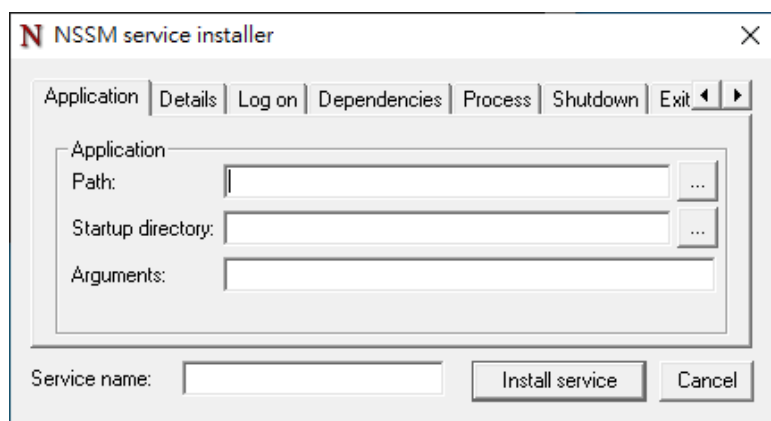 N NSSM service installer
Application Details Log on Dependencies Process Shutdown Exit
Application
Path: ...
Startup directory: ...
Arguments:
Service name: Install service Cancel